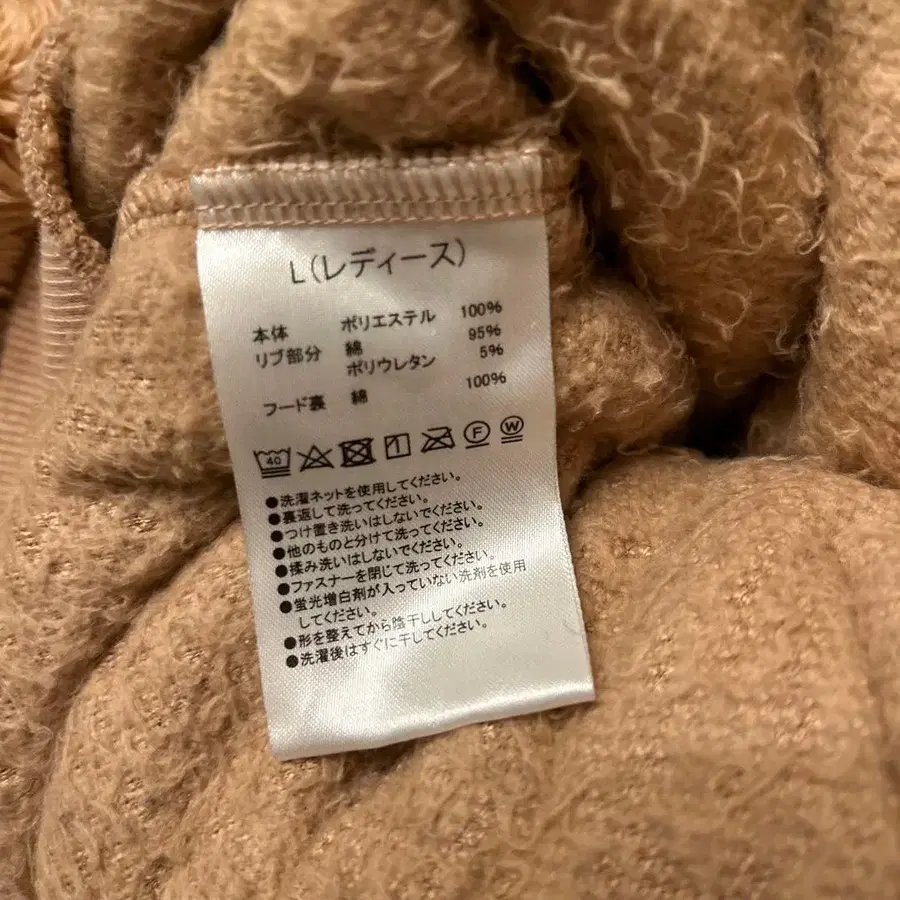 L(レディース)
本体 ポリエステル 100%
リブ部分 綿 95%
ポリウレタン 5%
フード裏 綿 100%
40 F W
●洗濯ネットを使用してください。
●裏返して洗ってください。
●つけ置き洗いはしないでください。
●他のものと分けて洗ってください。
●揉み洗いはしないでください。
●ファスナーを閉じて洗ってください。
●蛍光増白剤が入っていない洗剤を使用
してください。
●形を整えてから陰干ししてください。
●洗濯後はすぐに干してください。